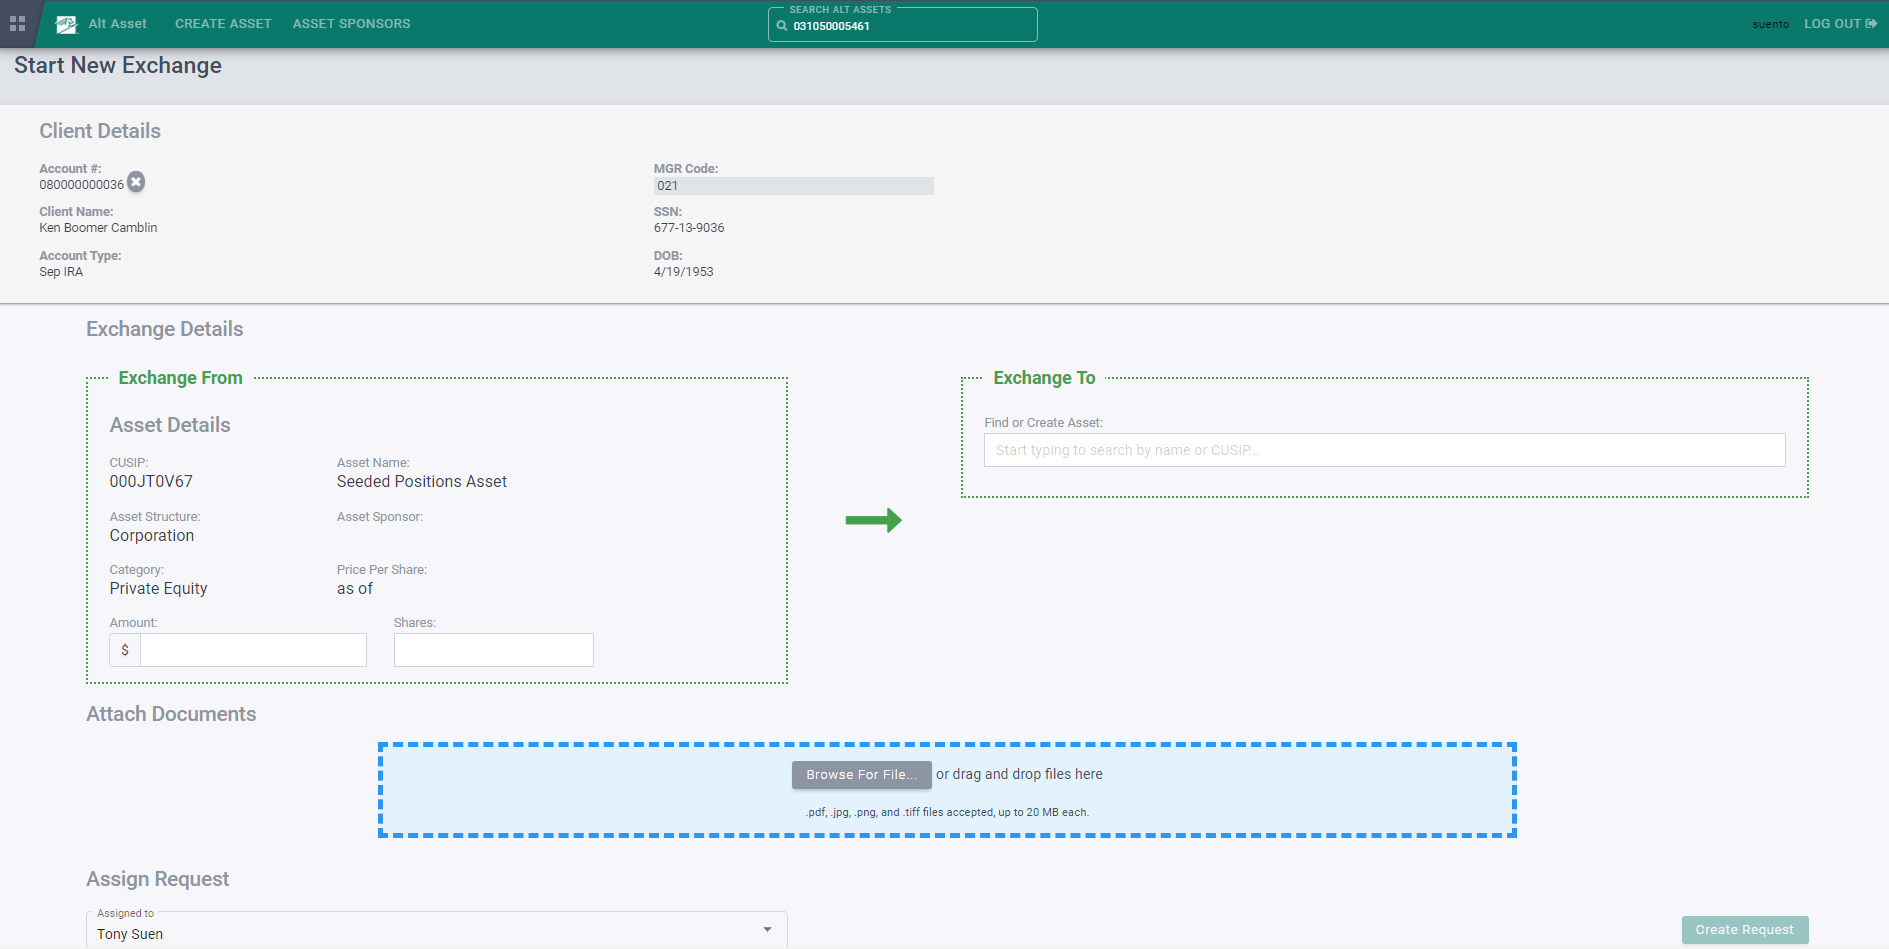 Alt Asset
CREATE ASSET
ASSET SPONSORS
SEARCH ALT ASSETS
031050005461
suento
LOG OUT
Start New Exchange
Client Details
Account #:
080000000036
MGR Code:
021
Client Name:
Ken Boomer Camblin
SSN:
677-13-9036
Account Type:
Sep IRA
DOB:
4/19/1953
Exchange Details
Exchange From
Asset Details
CUSIP:
000JT0V67
Asset Name:
Seeded Positions Asset
Asset Structure:
Corporation
Asset Sponsor:
Category:
Private Equity
Price Per Share:
as of
Amount:
$
Shares:
Exchange To
Find or Create Asset:
Start typing to search by name or CUSIP...
Attach Documents
Browse For File... or drag and drop files here
.pdf, .jpg, .png, and .tiff files accepted, up to 20 MB each.
Assign Request
Assigned to
Tony Suen
Create Request